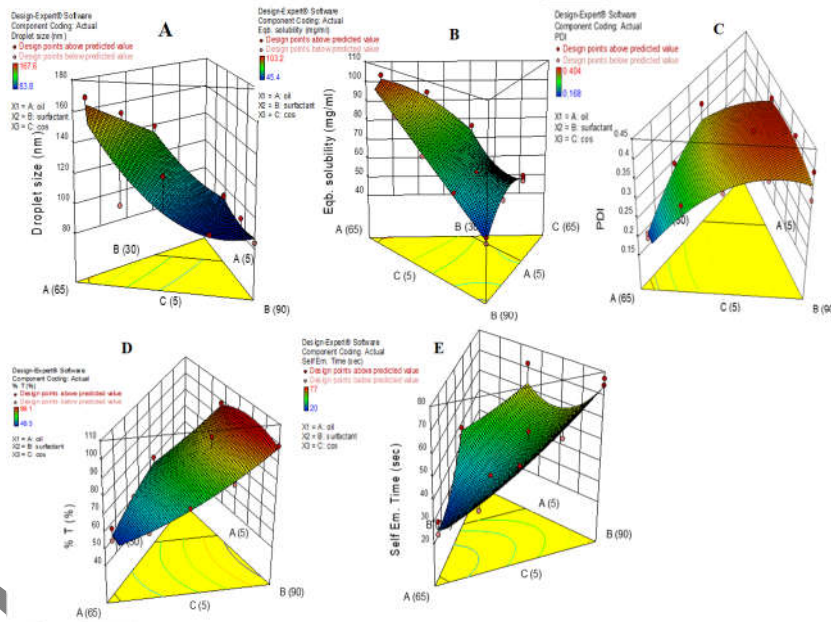 Design-Expert® Software
Component Coding: Actual
Droplet size (nm)
Design points above predicted value
Design points below predicted value
167.6
X1 = A: oil
X2 = B: surfactant
X3 = C: cos
A
Droplet size (nm)
180
160
140
120
100
80
A (65)
B (30)
C (5)
A (5)
B (90)
Design-Expert® Software
Component Coding: Actual
Eqb. solubility (mg/ml)
Design points above predicted value
Design points below predicted value
103.2
45.4
X1 = A: oil
X2 = B: surfactant
X3 = C: cos
B
Eqb. solubility (mg/ml)
110
100
90
80
70
60
50
40
A (65)
C (65)
C (5)
A (5)
B (90)
Design-Expert® Software
Component Coding: Actual
PDI
Design points above predicted value
Design points below predicted value
0.404
0.168
X1 = A: oil
X2 = B: surfactant
X3 = C: cos
C
PDI
0.45
0.4
0.35
0.3
0.25
0.2
0.15
A (65)
A (5)
C (5)
B (90)
Design-Expert® Software
Component Coding: Actual
% T (%)
Design points above predicted value
Design points below predicted value
X1 = A: oil
X2 = B: surfactant
X3 = C: cos
D
% T (%)
110
100
90
80
70
60
50
40
A (65)
A (5)
C (5)
B (90)
Design-Expert® Software
Component Coding: Actual
Self Em. Time (sec)
Design points above predicted value
Design points below predicted value
77
20
X1 = A: oil
X2 = B: surfactant
X3 = C: cos
E
Self Em. Time (sec)
80
70
60
50
40
30
20
A (65)
A (5)
C (5)
B (90)